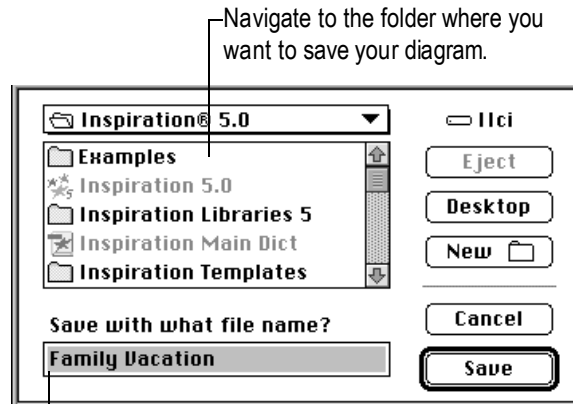 Navigate to the folder where you
want to save your diagram.
Inspiration® 5.0
IIci
Examples
Inspiration 5.0
Inspiration Libraries 5
Inspiration Main Dict
Inspiration Templates
Eject
Desktop
New
Save with what file name?
Family Vacation
Cancel
Save